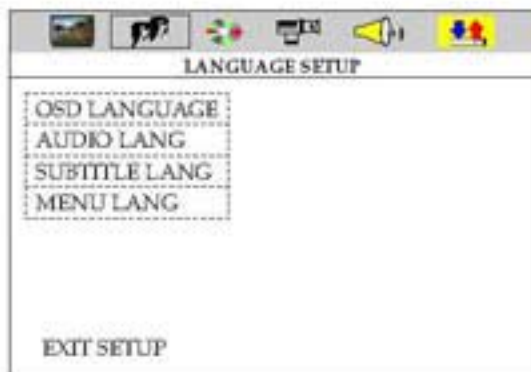 LANGUAGE SETUP
OSD LANGUAGE
AUDIO LANG
SUBTITLE LANG
MENU LANG
EXIT SETUP